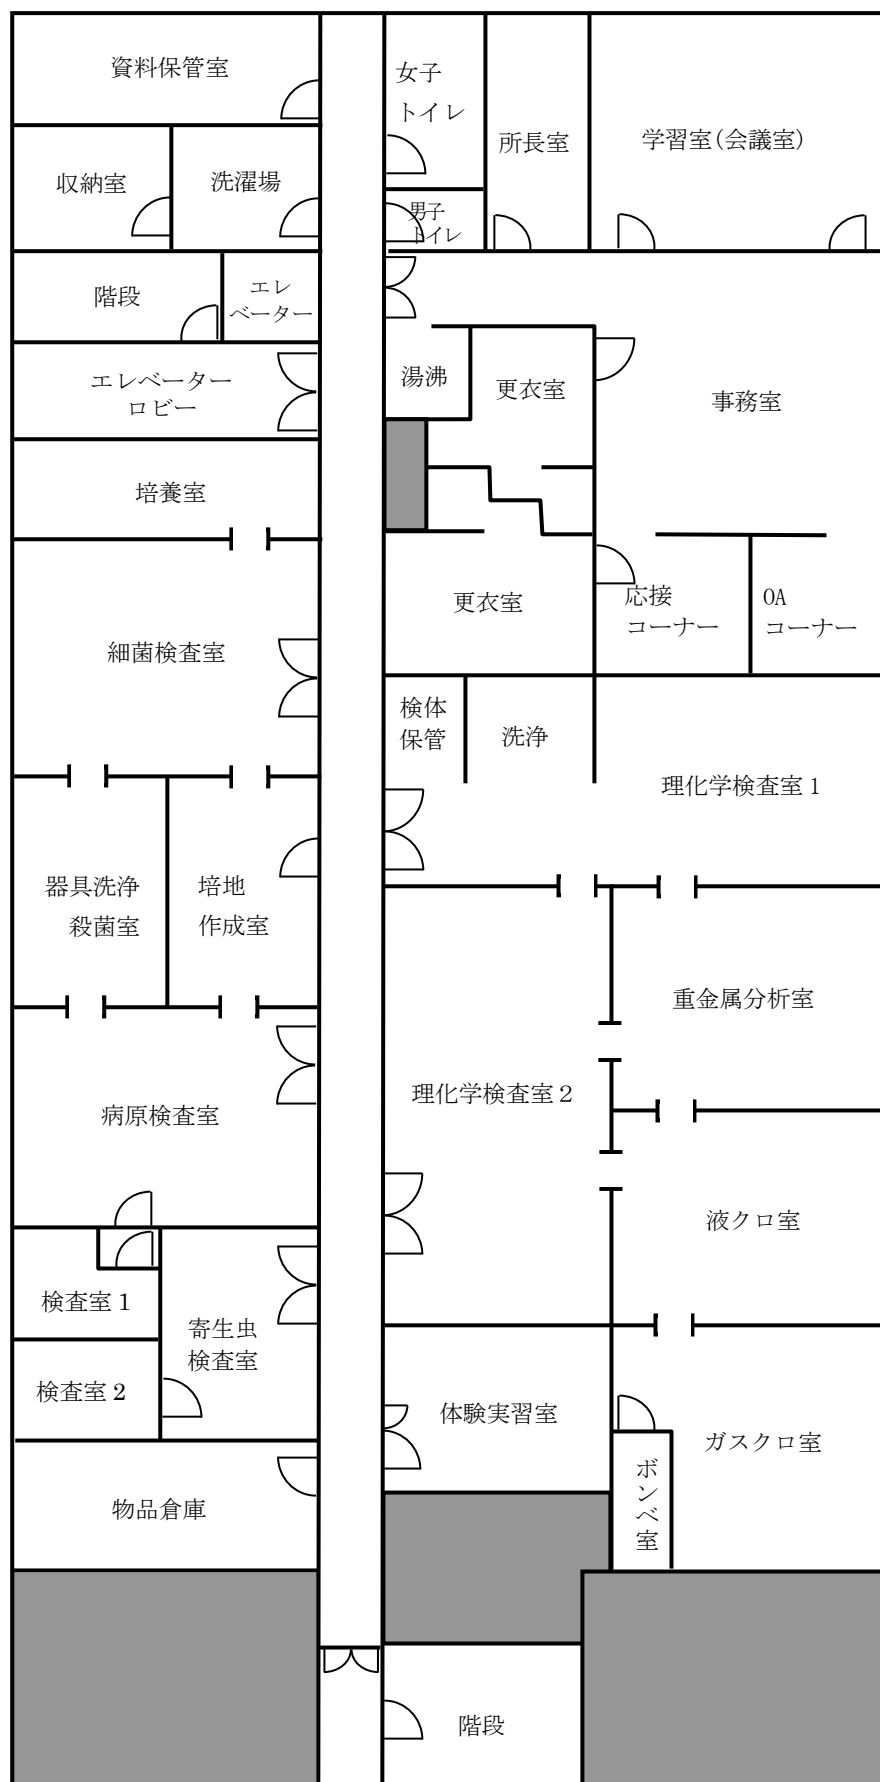 資料保管室
女子
トイレ
所長室
学習室(会議室)
収納室
洗濯場
男子
トイレ
階段
エレ
ベーター
エレベーター
ロビー
湯沸
更衣室
事務室
培養室
細菌検査室
更衣室
応接
コーナー
OA
コーナー
検体
保管
洗浄
理化学検査室1
器具洗浄
殺菌室
培地
作成室
重金属分析室
理化学検査室2
病原検査室
液クロ室
検査室1
寄生虫
検査室
検査室2
体験実習室
ガスクロ室
ボンベ室
物品倉庫
階段